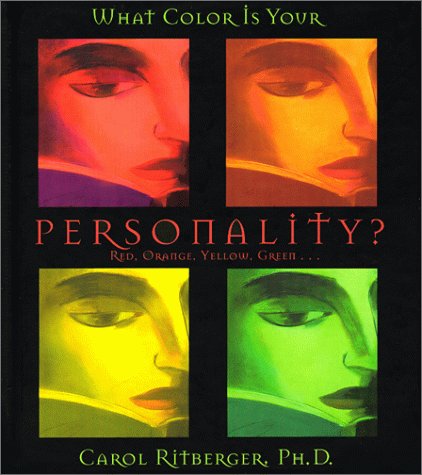 What Color Is Your
PERSONALITY?
Red, Orange, Yellow, Green . . .
Carol Ritberger, Ph.D.